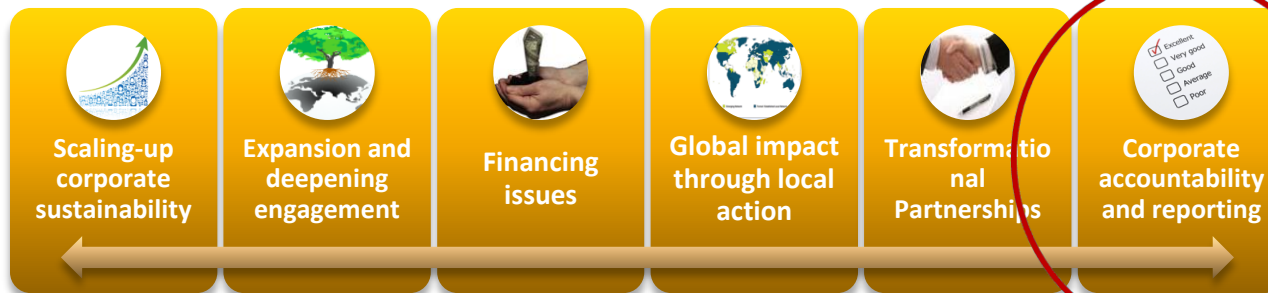 Scaling-up
corporate
sustainability
Expansion and
deepening
engagement
Financing
issues
Global impact
through local
action
Transformatio
nal
Partnerships
Excellent
Very good
Good
Average
Poor
Corporate
accountability
and reporting